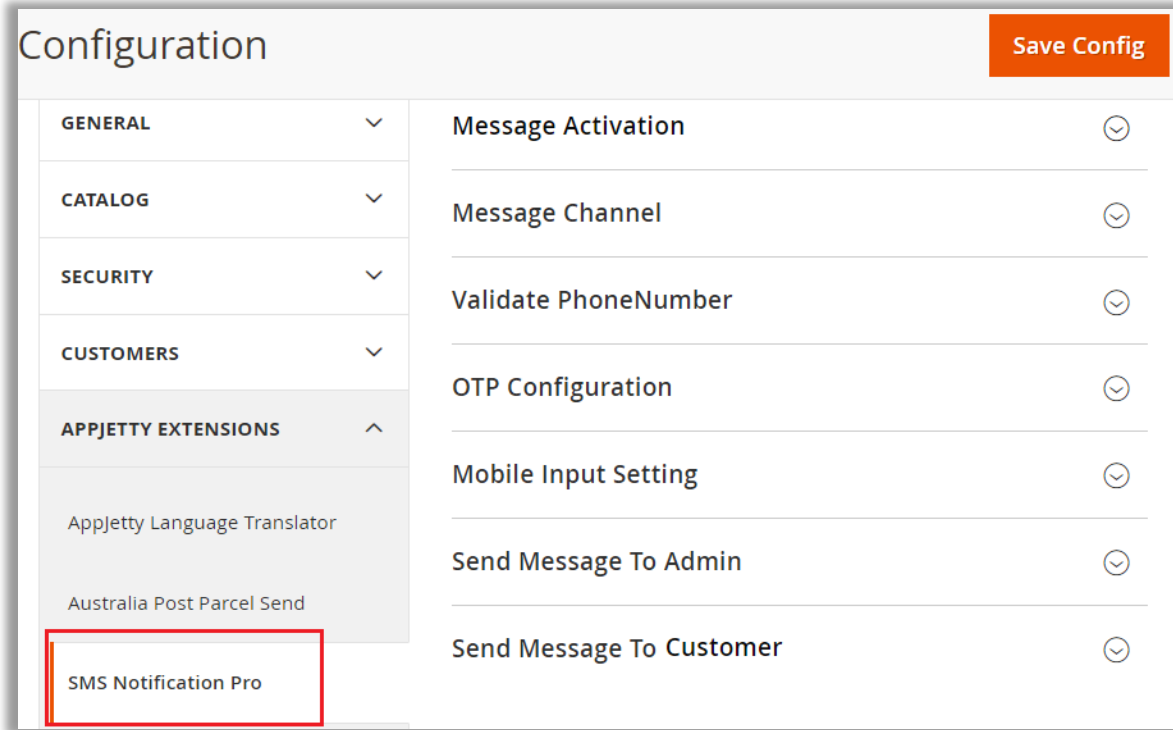 Configuration
Save Config
GENERAL
CATALOG
SECURITY
CUSTOMERS
APPJETTY EXTENSIONS
AppJetty Language Translator
Australia Post Parcel Send
SMS Notification Pro
Message Activation
Message Channel
Validate PhoneNumber
OTP Configuration
Mobile Input Setting
Send Message To Admin
Send Message To Customer